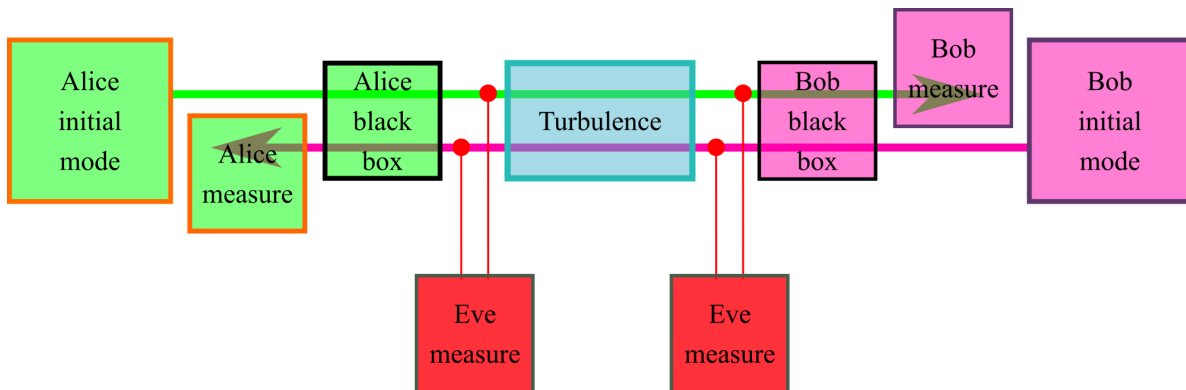 Alice
initial
mode
Alice
measure
Alice
black
box
Turbulence
Bob
black
box
Bob
measure
Bob
initial
mode
Eve
measure
Eve
measure